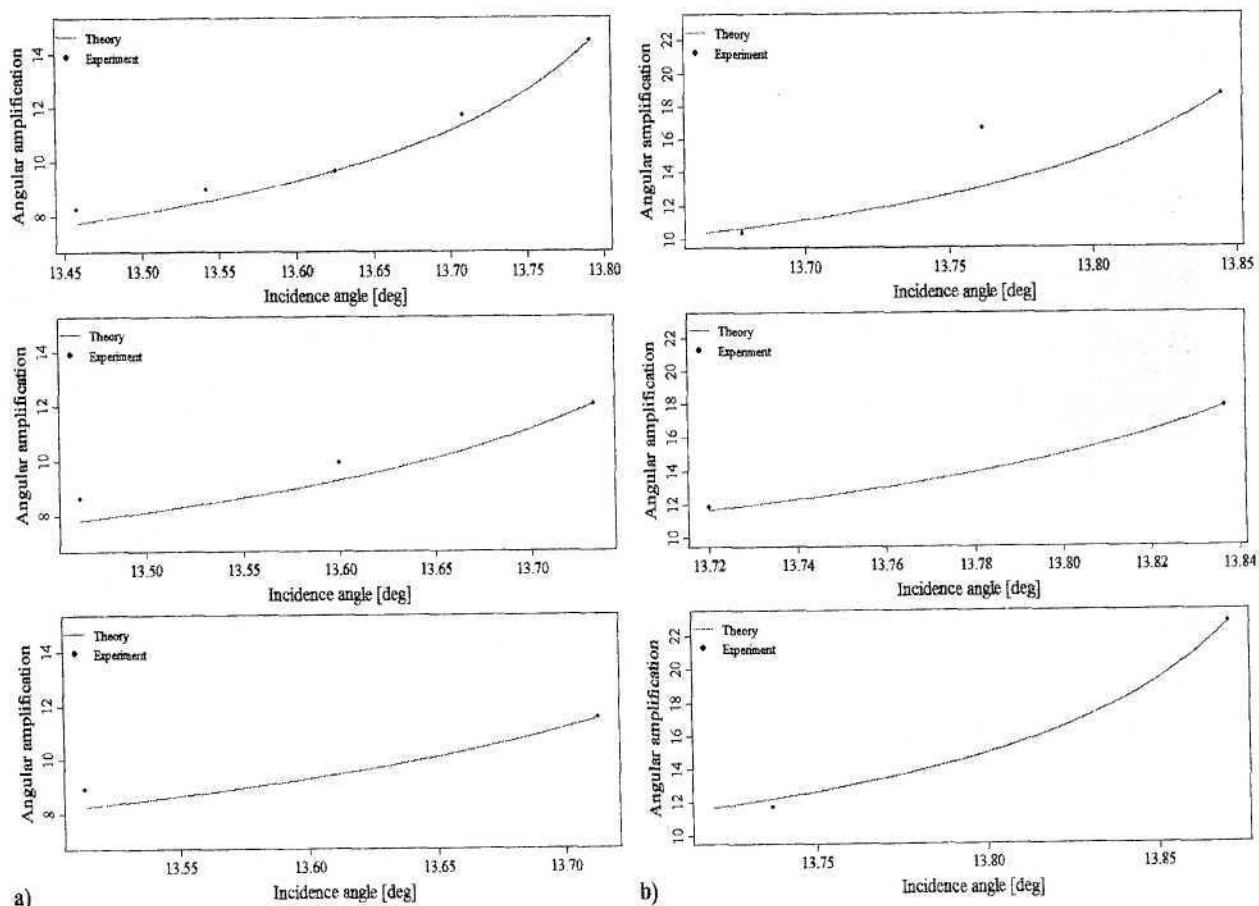 Theory
Experiment
Angular amplification
14
12
10
8
13.45 13.50 13.55 13.60 13.65 13.70 13.75 13.80
Incidence angle [deg]
Theory
Experiment
Angular amplification
22
20
18
16
14
12
10
13.70 13.75 13.80 13.85
Incidence angle [deg]
Theory
Experiment
Angular amplification
14
12
10
8
13.50 13.55 13.60 13.65 13.70
Incidence angle [deg]
Theory
Experiment
Angular amplification
22
20
18
16
14
12
10
13.72 13.74 13.76 13.78 13.80 13.82 13.84
Incidence angle [deg]
Theory
Experiment
Angular amplification
14
12
10
8
13.55 13.60 13.65 13.70
Incidence angle [deg]
a)
Theory
Experiment
Angular amplification
22
20
18
16
14
12
10
13.75 13.80 13.85
Incidence angle [deg]
b)